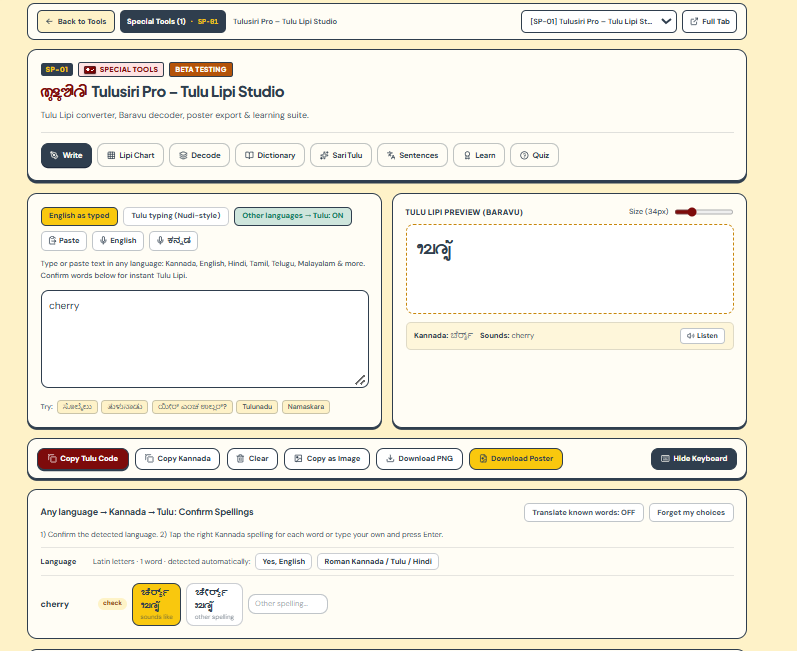 Back to Tools
Special Tools (1) · SP-01
Tulusiri Pro – Tulu Lipi Studio
[SP-01] Tulusiri Pro – Tulu Lipi St...
Full Tab
SP-01
SPECIAL TOOLS
BETA TESTING
Tulusiri Pro – Tulu Lipi Studio
Tulu Lipi converter, Baravu decoder, poster export & learning suite.
Write
Lipi Chart
Decode
Dictionary
SariTulu
Sentences
Learn
Quiz
English as typed
Tulu typing (Nudi-style)
Other languages → Tulu: ON
Paste
English
ಕನ್ನಡ
Type or paste text in any language: Kannada, English, Hindi, Tamil, Telugu, Malayalam & more.
Confirm words below for instant Tulu Lipi.
cherry
Try:
ತುಳುನಾಡು
Tulunadu
Namaskara
TULU LIPI PREVIEW (BARAVU)
Size (34px)
Kannada: Sounds: cherry
Listen
Copy Tulu Code
Copy Kannada
Clear
Copy as Image
Download PNG
Download Poster
Hide Keyboard
Any language → Kannada → Tulu: Confirm Spellings
Translate known words: OFF
Forget my choices
1) Confirm the detected language. 2) Tap the right Kannada spelling for each word or type your own and press Enter.
Language
Latin letters · 1 word · detected automatically:
Yes, English
Roman Kannada / Tulu / Hindi
cherry
check
sounds like
other spelling
Other spelling...